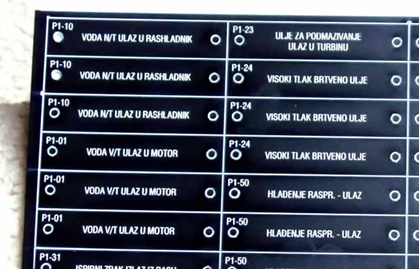 P1-10
VODA N/T ULAZ U RASHLADNIK
P1-23
ULJE ZA PODMAZIVANJE
ULAZ U TURBINU
P1-10
VODA N/T ULAZ U RASHLADNIK
P1-24
VISOKI TLAK BRTVENO ULJE
P1-10
VODA N/T ULAZ U RASHLADNIK
P1-24
VISOKI TLAK BRTVENO ULJE
P1-01
VODA V/T ULAZ U MOTOR
P1-24
VISOKI TLAK BRTVENO ULJE
P1-01
VODA V/T ULAZ U MOTOR
P1-50
HLAĐENJE RASPR. - ULAZ
P1-01
VODA V/T ULAZ U MOTOR
P1-50
HLAĐENJE RASPR. - ULAZ
P1-31
P1-50